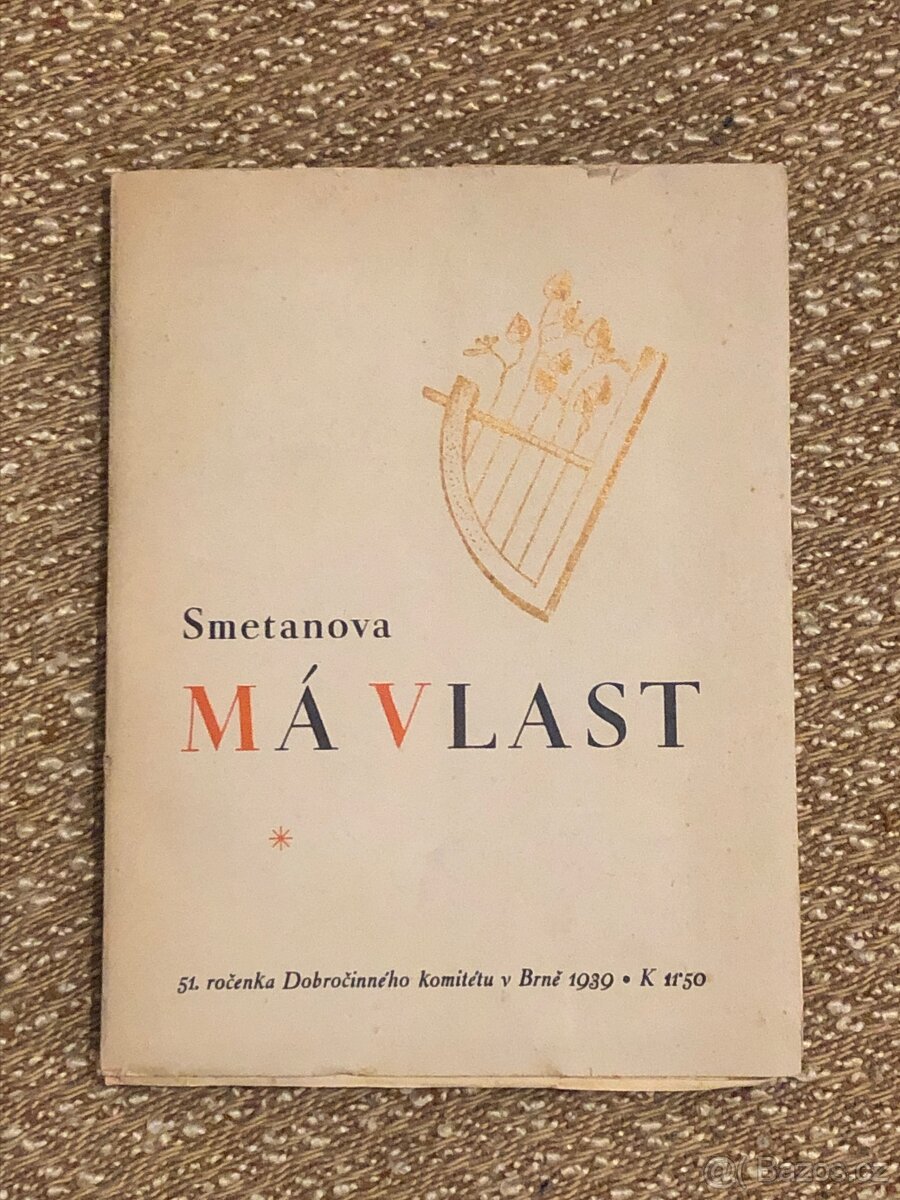 Smetanova
MÁ VLAST
*
51. ročenka Dobročinného komitétu v Brně 1939 • K 11·50
Bazos.cz